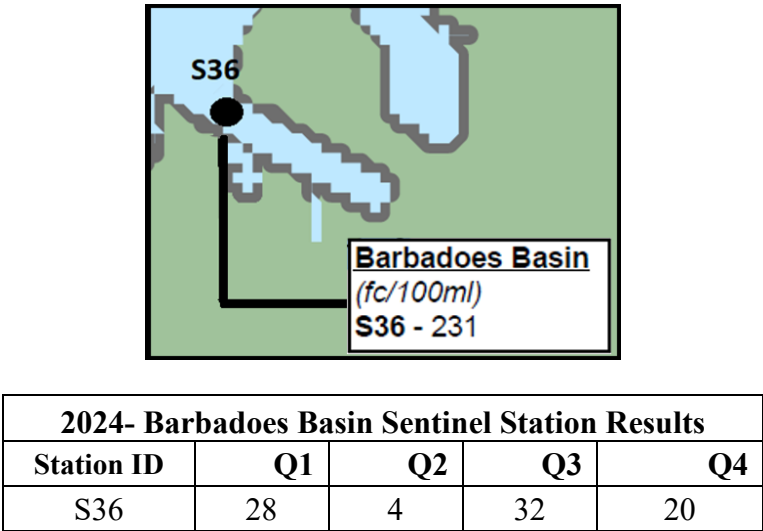 S36
Barbadoes Basin
(fc/100ml)
S36 - 231
2024- Barbadoes Basin Sentinel Station Results
Station ID Q1 Q2 Q3 Q4
S36 28 4 32 20